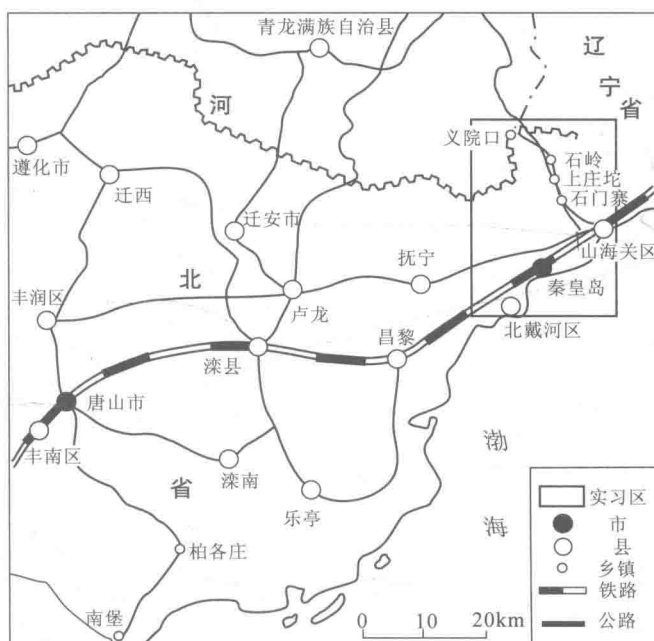 青龙满族自治县
辽
宁
省
河
义院口
石岭
上庄坨
石门寨
遵化市
迁西
迁安市
山海关区
抚宁
秦皇岛
北
丰润区
卢龙
北戴河区
昌黎
滦县
唐山市
渤
丰南区
滦南
海
省
乐亭
实习区
市
县
乡镇
铁路
公路
柏各庄
南堡
0 10 20km